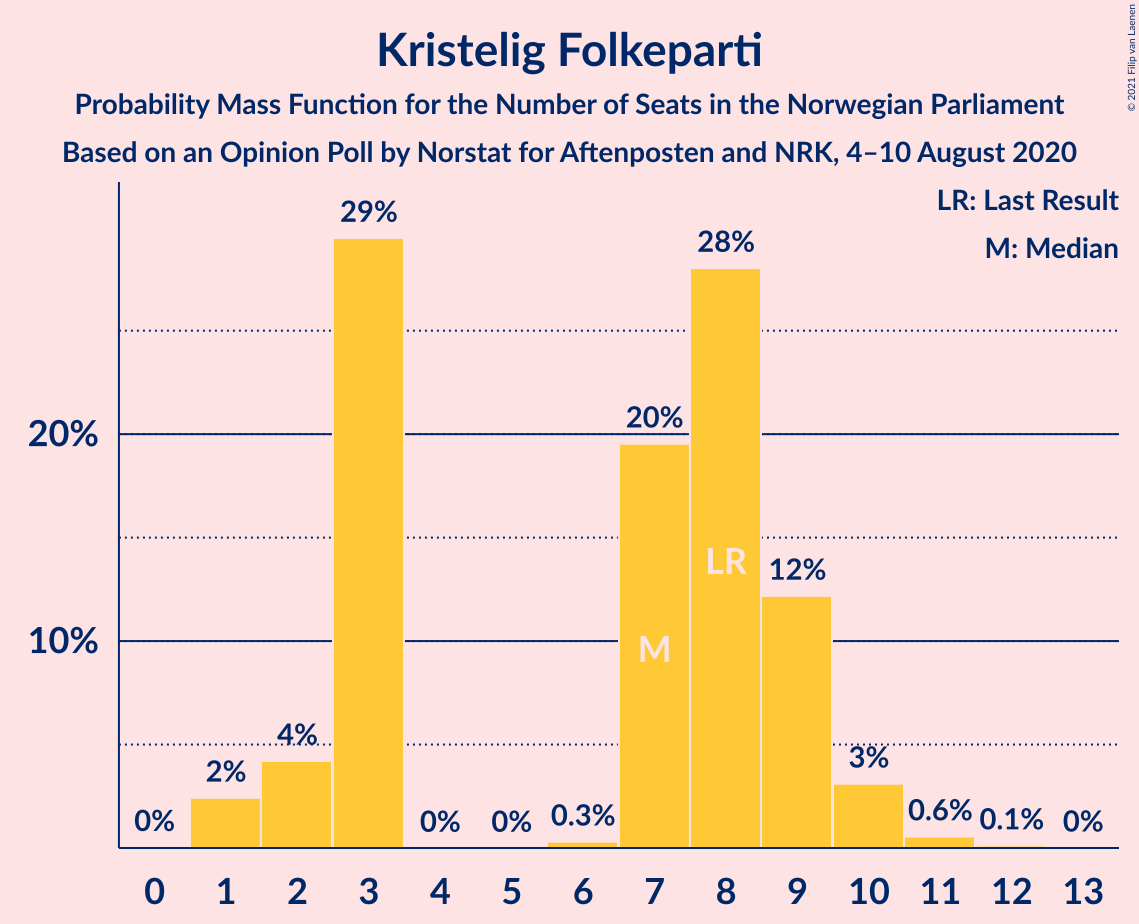 Kristelig Folkeparti
Probability Mass Function for the Number of Seats in the Norwegian Parliament
Based on an Opinion Poll by Norstat for Aftenposten and NRK, 4–10 August 2020
© 2021 Filip van Laenen
LR: Last Result
M: Median
20%
10%
0%
2%
4%
29%
0%
0%
0.3%
20%
28%
12%
3%
0.6%
0.1%
0%
M
LR
0 1 2 3 4 5 6 7 8 9 10 11 12 13